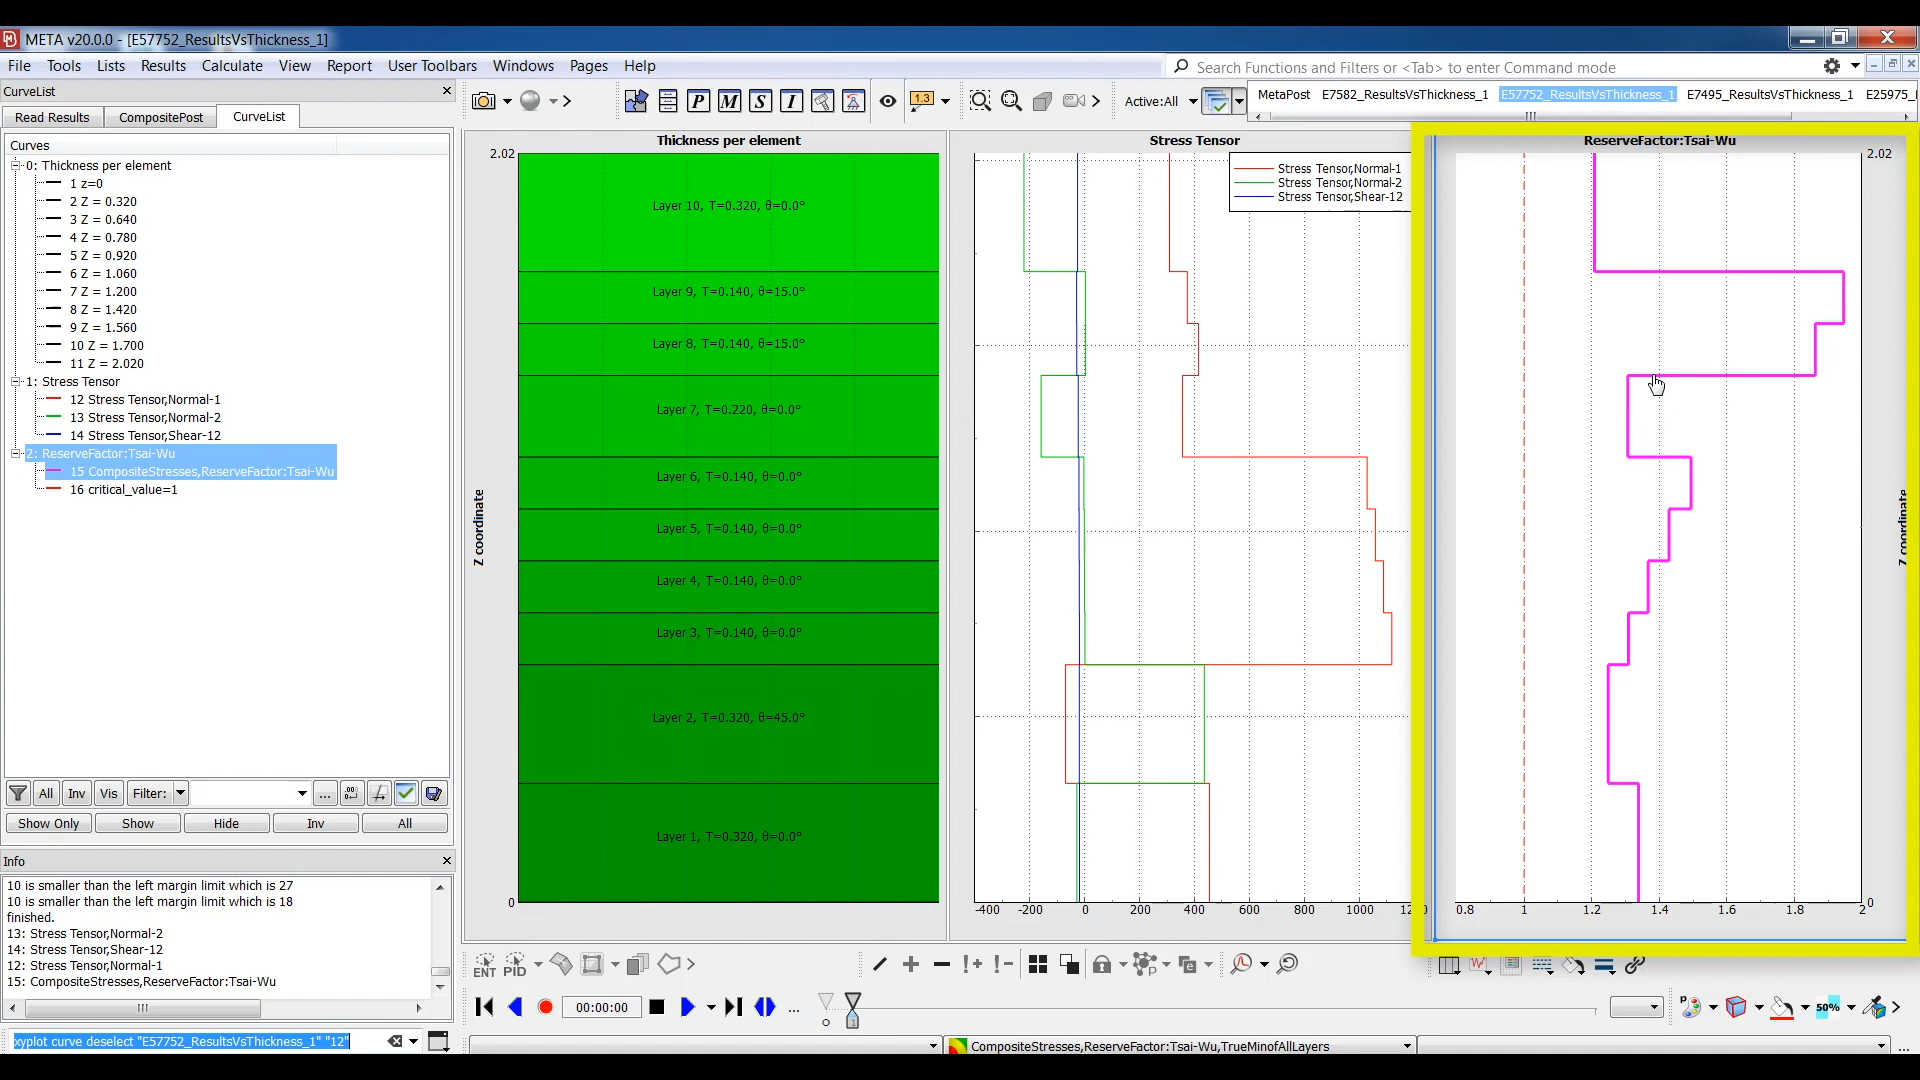 META v20.0.0 - [E57752_ResultsVsThickness_1]
File Tools Lists Results Calculate View Report User Toolbars Windows Pages Help
Search Functions and Filters or <Tab> to enter Command mode
CurveList
Read Results CompositePost CurveList
Active:All
MetaPost E7582_ResultsVsThickness_1 E57752_ResultsVsThickness_1 E7495_ResultsVsThickness_1 E25975_
P M S I 1.3
Curves
0: Thickness per element
1 z=0
2 Z = 0.320
3 Z = 0.640
4 Z = 0.780
5 Z = 0.920
6 Z = 1.060
7 Z = 1.200
8 Z = 1.420
9 Z = 1.560
10 Z = 1.700
11 Z = 2.020
1: Stress Tensor
12 Stress Tensor,Normal-1
13 Stress Tensor,Normal-2
14 Stress Tensor,Shear-12
2: ReserveFactor:Tsai-Wu
15 CompositeStresses,ReserveFactor:Tsai-Wu
16 critical_value=1
All Inv Vis Filter: ...
Show Only Show Hide Inv All
Info
10 is smaller than the left margin limit which is 27
10 is smaller than the left margin limit which is 18
finished.
13: Stress Tensor,Normal-2
14: Stress Tensor,Shear-12
12: Stress Tensor,Normal-1
15: CompositeStresses,ReserveFactor:Tsai-Wu
xyplot curve deselect "E57752_ResultsVsThickness_1" "12"
Thickness per element
2.02
Z coordinate
0
Layer 10, T=0.320, θ=0.0°
Layer 9, T=0.140, θ=15.0°
Layer 8, T=0.140, θ=15.0°
Layer 7, T=0.220, θ=0.0°
Layer 6, T=0.140, θ=0.0°
Layer 5, T=0.140, θ=0.0°
Layer 4, T=0.140, θ=0.0°
Layer 3, T=0.140, θ=0.0°
Layer 2, T=0.320, θ=45.0°
Layer 1, T=0.320, θ=0.0°
Stress Tensor
Stress Tensor,Normal-1
Stress Tensor,Normal-2
Stress Tensor,Shear-12
-400 -200 0 200 400 600 800 1000
ReserveFactor:Tsai-Wu
2.02
Z coordinate
0
0.8 1 1.2 1.4 1.6 1.8 2
ENT PID
00:00:00 ...
0 1
50%
CompositeStresses,ReserveFactor:Tsai-Wu,TrueMinofAllLayers
...